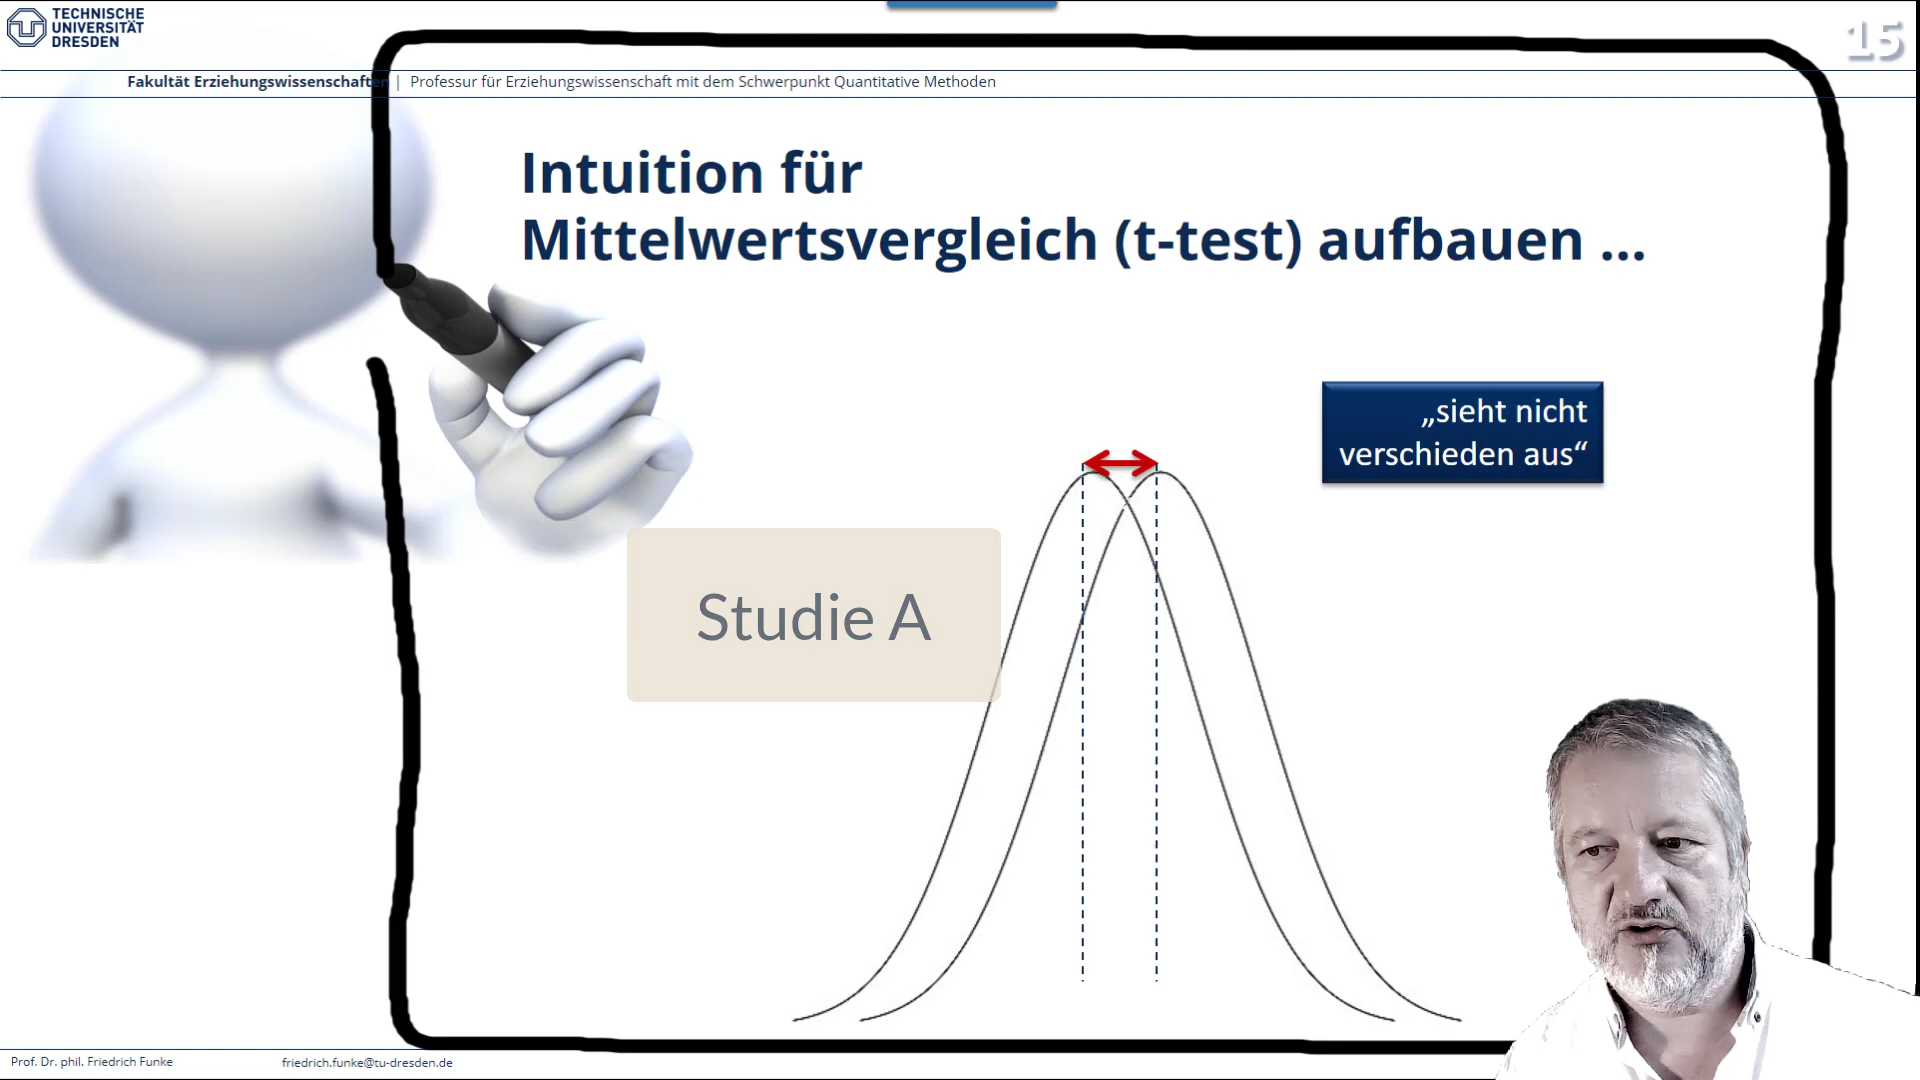 TECHNISCHE
UNIVERSITÄT
DRESDEN
15
Fakultät Erziehungswissenschaften | Professur für Erziehungswissenschaft mit dem Schwerpunkt Quantitative Methoden
Intuition für
Mittelwertsvergleich (t-test) aufbauen ...
„sieht nicht
verschieden aus“
Studie A
Prof. Dr. phil. Friedrich Funke
friedrich.funke@tu-dresden.de